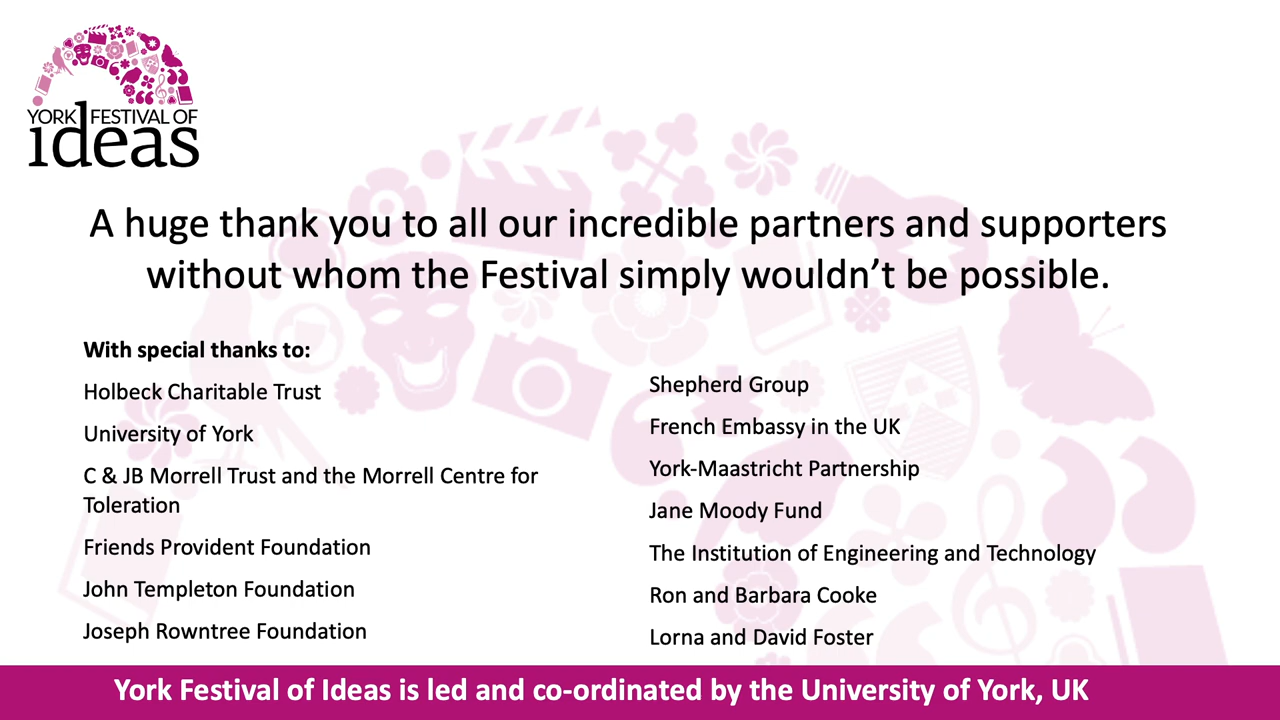 YORK FESTIVAL OF
ideas
A huge thank you to all our incredible partners and supporters
without whom the Festival simply wouldn’t be possible.
With special thanks to:
Holbeck Charitable Trust
University of York
C & JB Morrell Trust and the Morrell Centre for
Toleration
Friends Provident Foundation
John Templeton Foundation
Joseph Rowntree Foundation
Shepherd Group
French Embassy in the UK
York-Maastricht Partnership
Jane Moody Fund
The Institution of Engineering and Technology
Ron and Barbara Cooke
Lorna and David Foster
York Festival of Ideas is led and co-ordinated by the University of York, UK